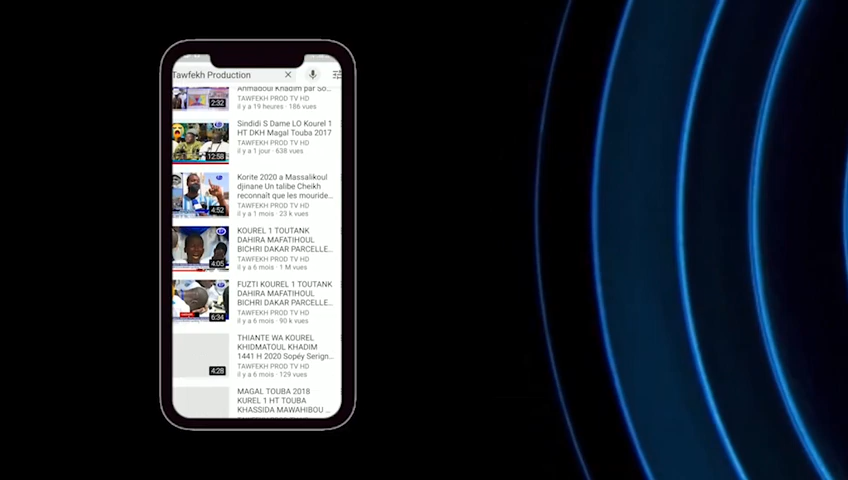 Tawfekh Production
Ahmadoul Khadim par So...
TAWFEKH PROD TV HD
il y a 19 heures · 186 vues
2:32
Sindidi S Dame LO Kourel 1
HT DKH Magal Touba 2017
TAWFEKH PROD TV HD
il y a 1 jour · 638 vues
12:58
Korite 2020 a Massalikoul
djinane Un talibe Cheikh
reconnaît que les mouride...
TAWFEKH PROD TV HD
il y a 1 mois · 23 k vues
4:52
KOUREL 1 TOUTANK
DAHIRA MAFATIHOUL
BICHRI DAKAR PARCELLE...
TAWFEKH PROD TV HD
il y a 6 mois · 1 M vues
4:05
FUZTI KOUREL 1 TOUTANK
DAHIRA MAFATIHOUL
BICHRI DAKAR PARCELLE...
TAWFEKH PROD TV HD
il y a 6 mois · 90 k vues
6:34
THIANTE WA KOUREL
KHIDMATOUL KHADIM
1441 H 2020 Sopéy Serign...
TAWFEKH PROD TV HD
il y a 6 mois · 129 vues
4:28
MAGAL TOUBA 2018
KUREL 1 HT TOUBA
KHASSIDA MAWAHIBOU ...